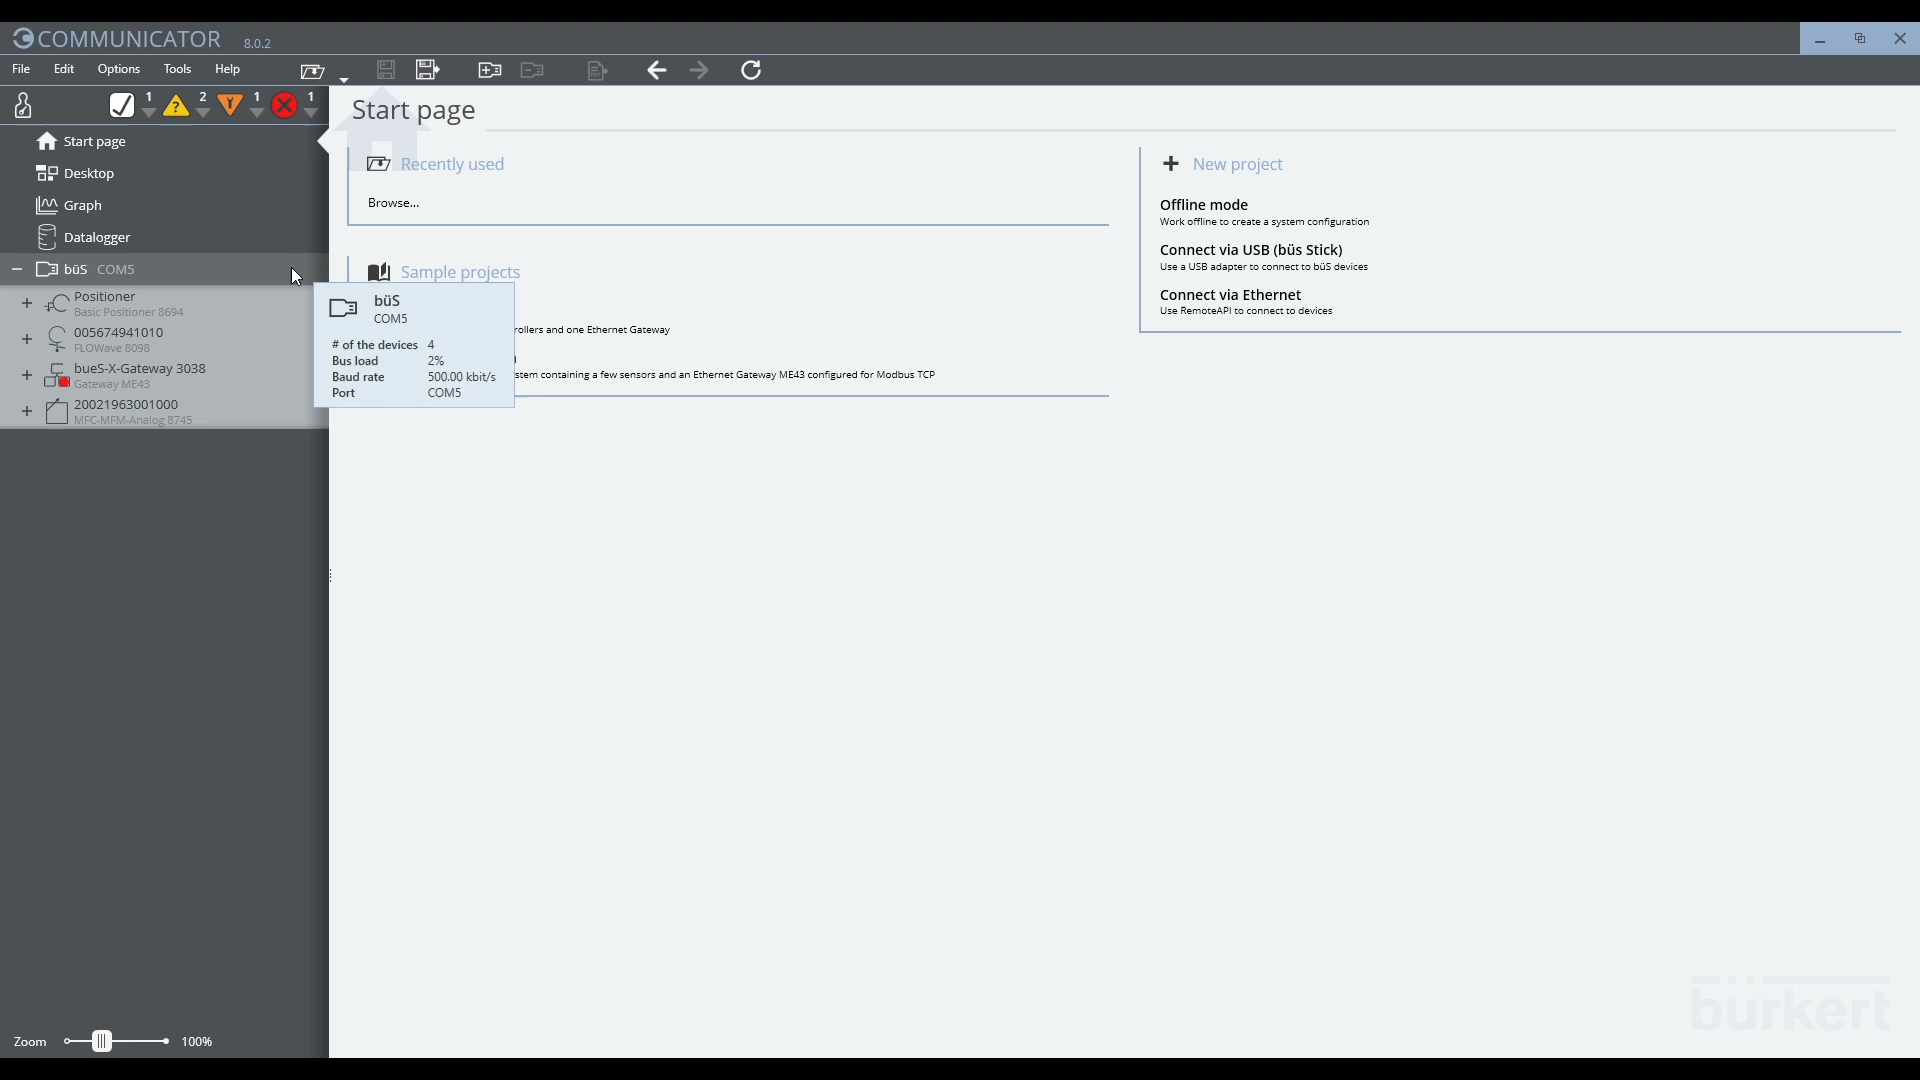 COMMUNICATOR 8.0.2
File Edit Options Tools Help
1 2 1 1
Start page
Desktop
Graph
Datalogger
büS COM5
Positioner
Basic Positioner 8694
005674941010
FLOWave 8098
bueS-X-Gateway 3038
Gateway ME43
20021963001000
MFC-MFM-Analog 8745
Zoom 100%
Start page
Recently used
Browse...
Sample projects
rollers and one Ethernet Gateway
stem containing a few sensors and an Ethernet Gateway ME43 configured for Modbus TCP
büS
COM5
# of the devices 4
Bus load 2%
Baud rate 500.00 kbit/s
Port COM5
New project
Offline mode
Work offline to create a system configuration
Connect via USB (büs Stick)
Use a USB adapter to connect to büS devices
Connect via Ethernet
Use RemoteAPI to connect to devices
bürkert